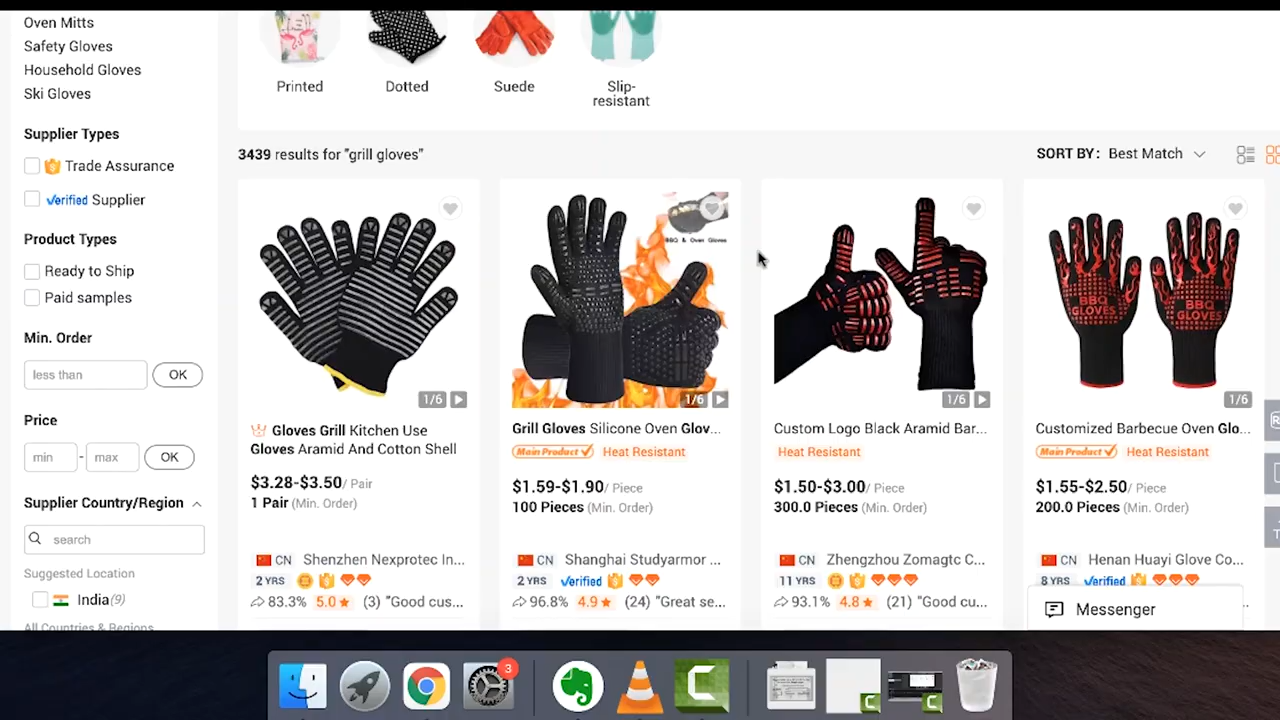 Oven Mitts
Safety Gloves
Household Gloves
Ski Gloves
Supplier Types
Trade Assurance
Verified Supplier
Product Types
Ready to Ship
Paid samples
Min. Order
less than
OK
Price
min - max OK
Supplier Country/Region
search
Suggested Location
India(9)
All Countries & Regions
Printed Dotted Suede Slip-
resistant
3439 results for "grill gloves"
SORT BY: Best Match
1/6
Gloves Grill Kitchen Use
Gloves Aramid And Cotton Shell
$3.28-$3.50/ Pair
1 Pair (Min. Order)
CN Shenzhen Nexprotec In...
2 YRS
83.3% 5.0 (3) "Good cus...
BBQ & Oven Gloves
1/6
Grill Gloves Silicone Oven Glov...
Main Product Heat Resistant
$1.59-$1.90/ Piece
100 Pieces (Min. Order)
CN Shanghai Studyarmor ...
2 YRS Verified
96.8% 4.9 (24) "Great se...
1/6
Custom Logo Black Aramid Bar...
Heat Resistant
$1.50-$3.00/ Piece
300.0 Pieces (Min. Order)
CN Zhengzhou Zomagtc C...
11 YRS
93.1% 4.8 (21) "Good cu...
BBQ
GLOVES
BBQ
GLOVES
1/6
Customized Barbecue Oven Glo...
Main Product Heat Resistant
$1.55-$2.50/ Piece
200.0 Pieces (Min. Order)
CN Henan Huayi Glove Co...
8 YRS Verified
Messenger
3